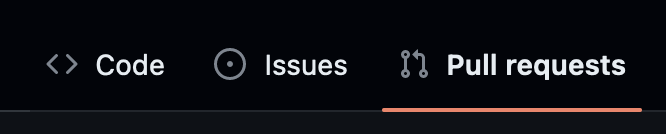 Code Issues Pull requests